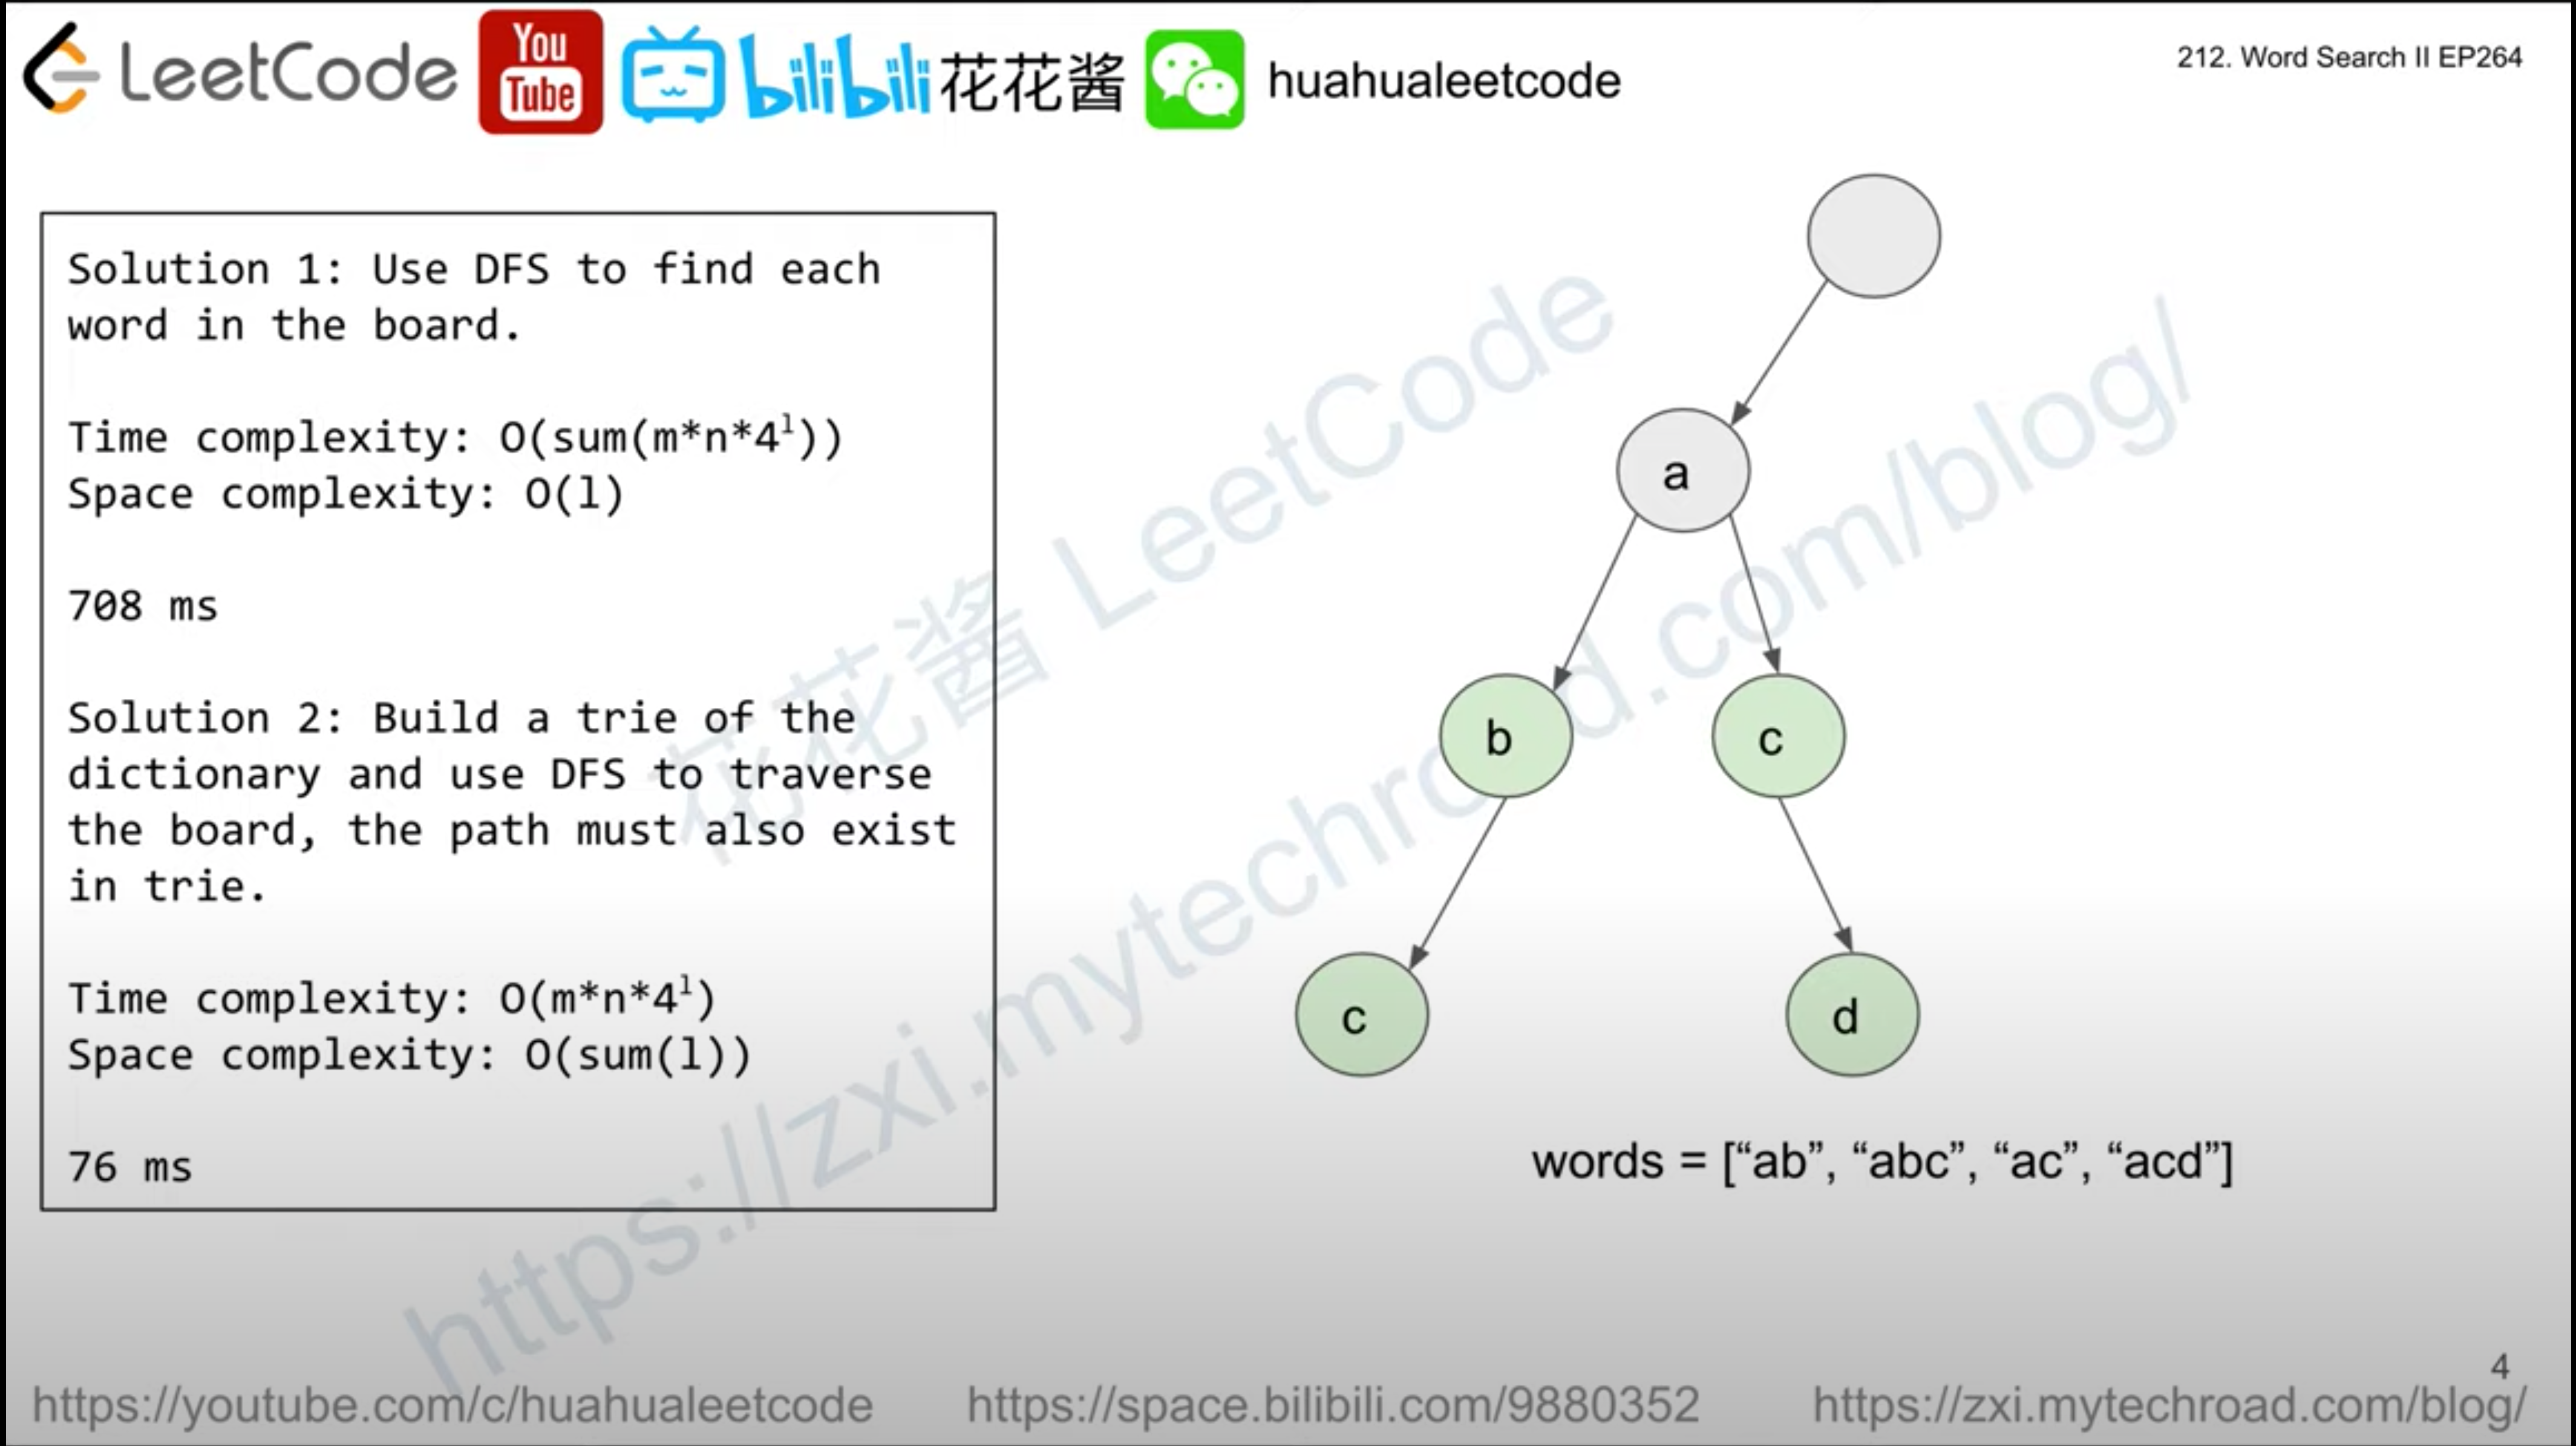 LeetCode You Tube bilibili 花花酱 huahualeetcode
212. Word Search II EP264
Solution 1: Use DFS to find each
word in the board.
Time complexity: O(sum(m*n*4^l))
Space complexity: O(l)
708 ms
Solution 2: Build a trie of the
dictionary and use DFS to traverse
the board, the path must also exist
in trie.
Time complexity: O(m*n*4^l)
Space complexity: O(sum(l))
76 ms
a
b
c
c
d
words = [“ab”, “abc”, “ac”, “acd”]
花花酱 LeetCode
https://zxi.mytechroad.com/blog/
4
https://youtube.com/c/huahualeetcode
https://space.bilibili.com/9880352
https://zxi.mytechroad.com/blog/